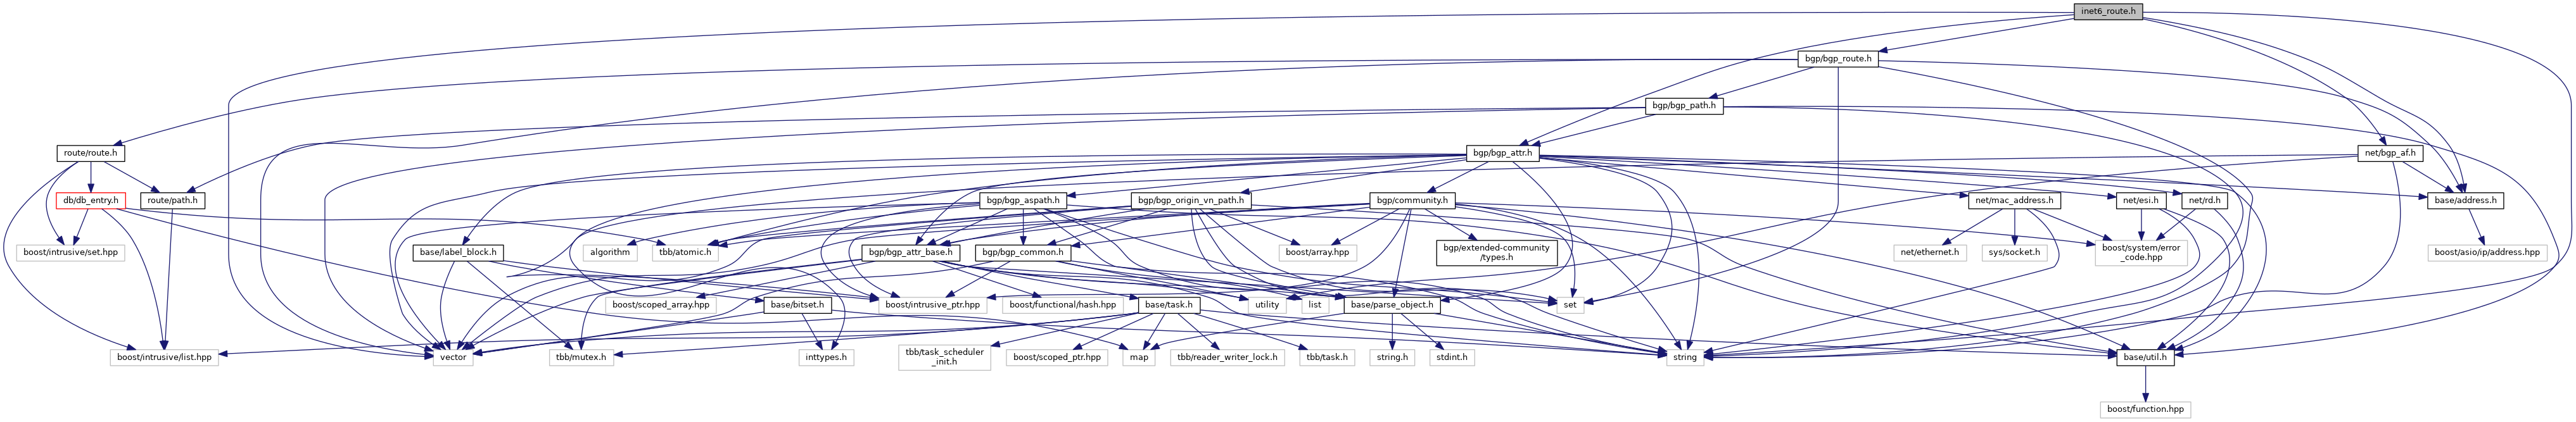 inet6_route.h
bgp/bgp_route.h
bgp/bgp_path.h
route/route.h
bgp/bgp_attr.h
net/bgp_af.h
db/db_entry.h
route/path.h
bgp/bgp_aspath.h
bgp/bgp_origin_vn_path.h
bgp/community.h
net/mac_address.h
net/esi.h
net/rd.h
base/address.h
boost/intrusive/set.hpp
base/label_block.h
algorithm
tbb/atomic.h
bgp/bgp_attr_base.h
bgp/bgp_common.h
boost/array.hpp
bgp/extended-community
/types.h
net/ethernet.h
sys/socket.h
boost/system/error
_code.hpp
boost/asio/ip/address.hpp
boost/scoped_array.hpp
base/bitset.h
boost/intrusive_ptr.hpp
boost/functional/hash.hpp
base/task.h
utility
list
base/parse_object.h
set
boost/intrusive/list.hpp
vector
tbb/mutex.h
inttypes.h
tbb/task_scheduler
_init.h
boost/scoped_ptr.hpp
map
tbb/reader_writer_lock.h
tbb/task.h
string.h
stdint.h
string
base/util.h
boost/function.hpp